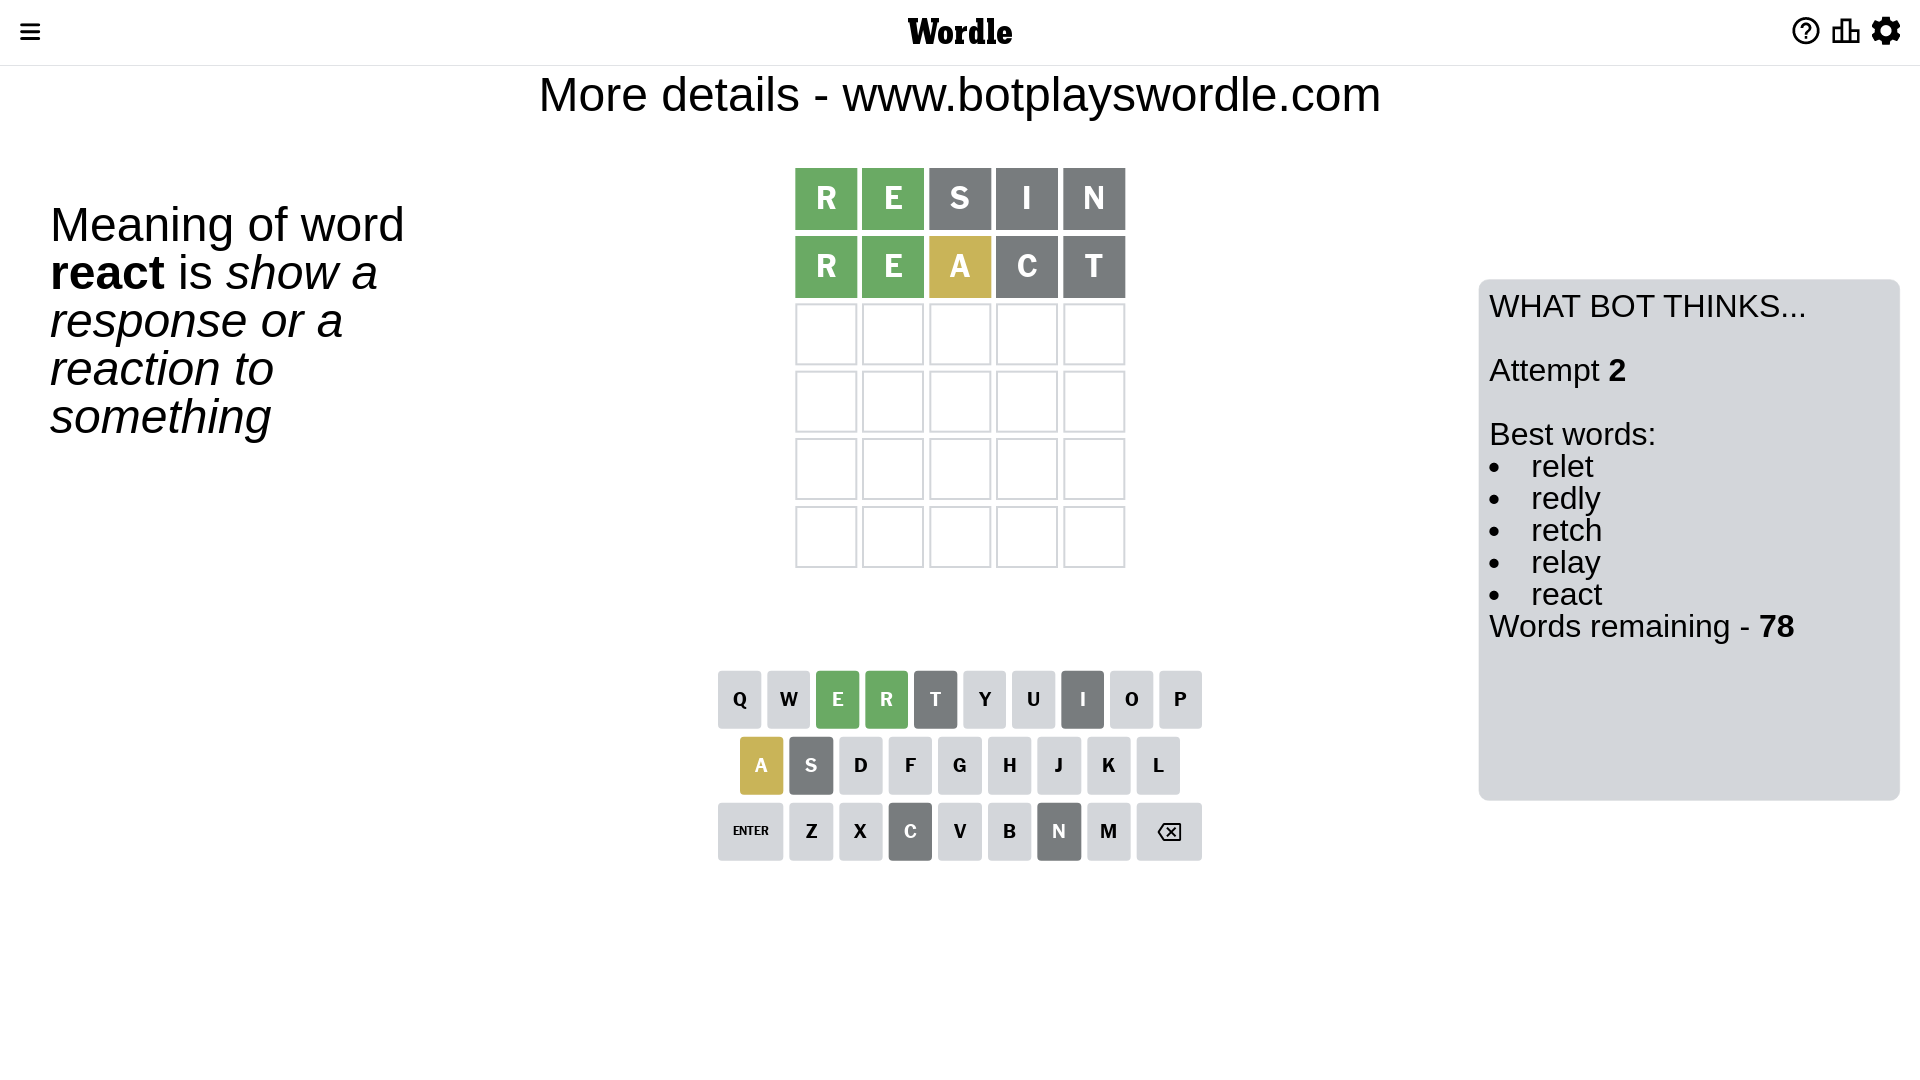 Wordle
More details - www.botplayswordle.com
Meaning of word
react is show a
response or a
reaction to
something
R E S I N
R E A C T
WHAT BOT THINKS...
Attempt 2
Best words:
• relet
• redly
• retch
• relay
• react
Words remaining - 78
Q W E R T Y U I O P
A S D F G H J K L
ENTER Z X C V B N M